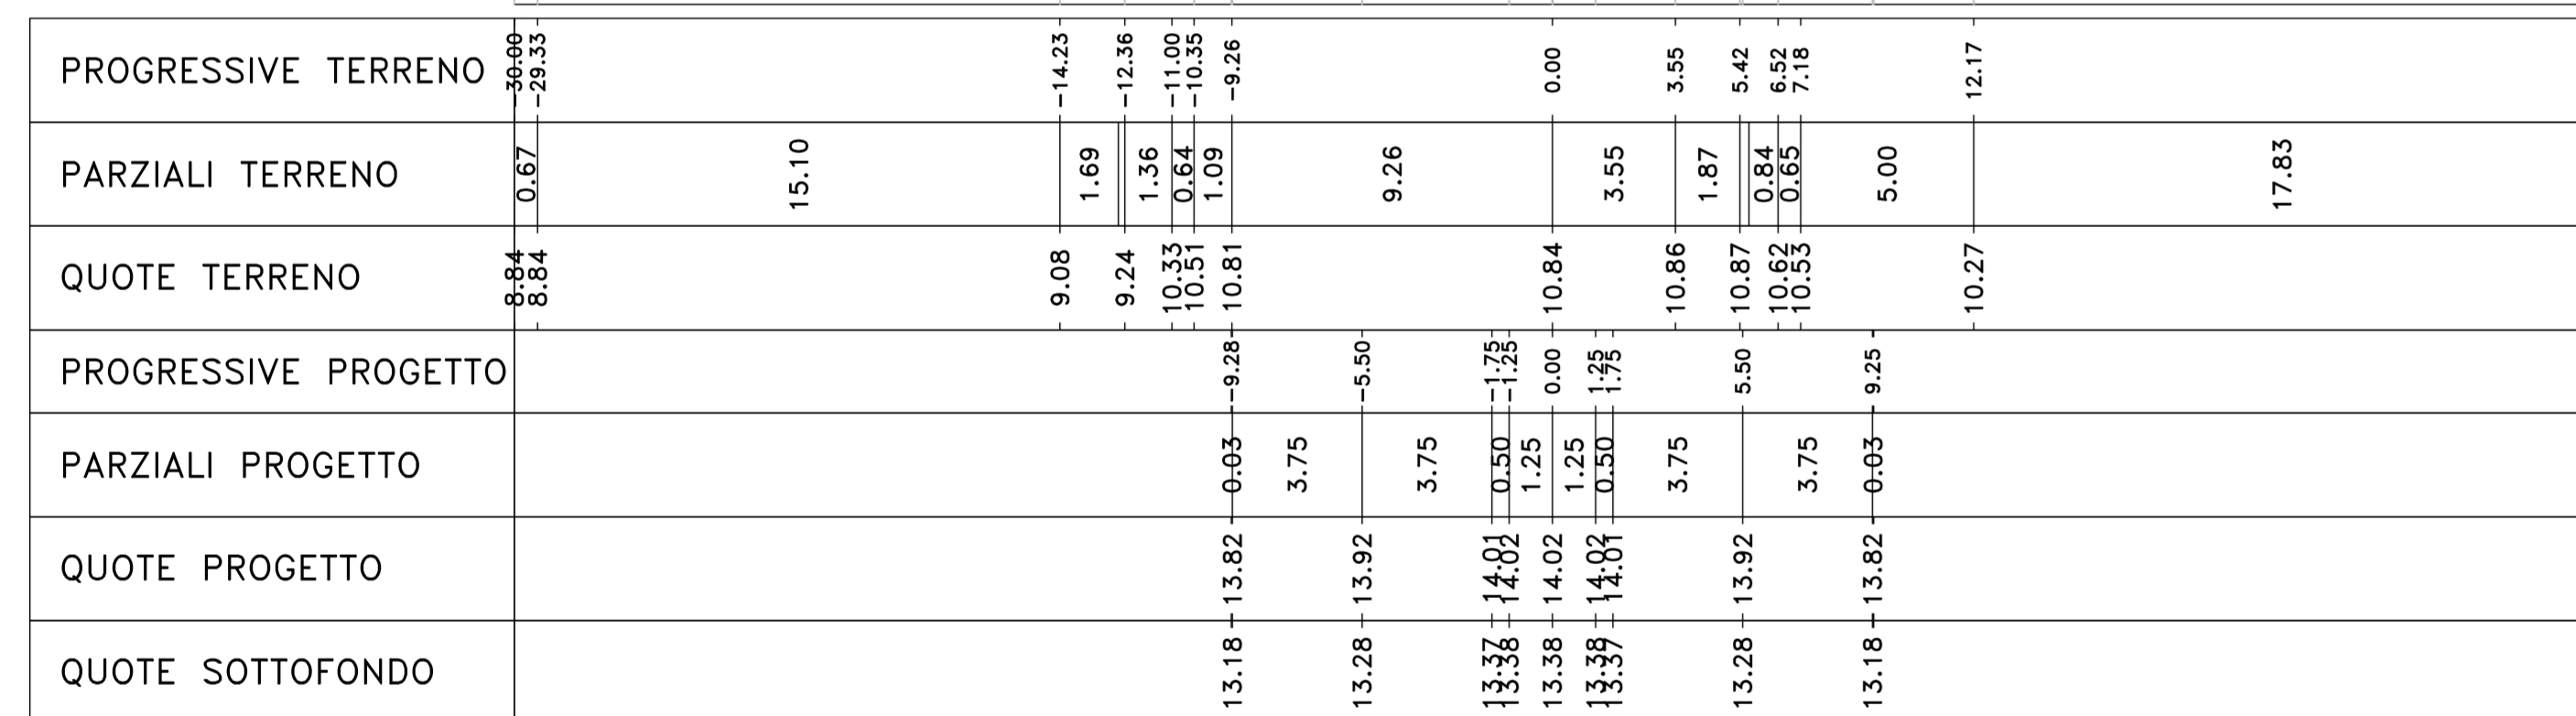 PROGRESSIVE TERRENO -30.00 -29.33 -14.23 -12.36 -11.00 -10.35 -9.26 0.00 3.55 5.42 6.52 7.18 12.17
PARZIALI TERRENO 0.67 15.10 1.69 1.36 0.64 1.09 9.26 3.55 1.87 0.84 0.65 5.00 17.83
QUOTE TERRENO 8.84 8.84 9.08 9.24 10.33 10.51 10.81 10.84 10.86 10.87 10.62 10.53 10.27
PROGRESSIVE PROGETTO -9.28 -5.50 -1.75 -1.25 0.00 1.25 1.75 5.50 9.25
PARZIALI PROGETTO 0.03 3.75 3.75 0.50 1.25 1.25 0.50 3.75 3.75 0.03
QUOTE PROGETTO 13.82 13.92 14.01 14.02 14.02 14.02 14.01 13.92 13.82
QUOTE SOTTOFONDO 13.18 13.28 13.37 13.38 13.38 13.38 13.37 13.28 13.18